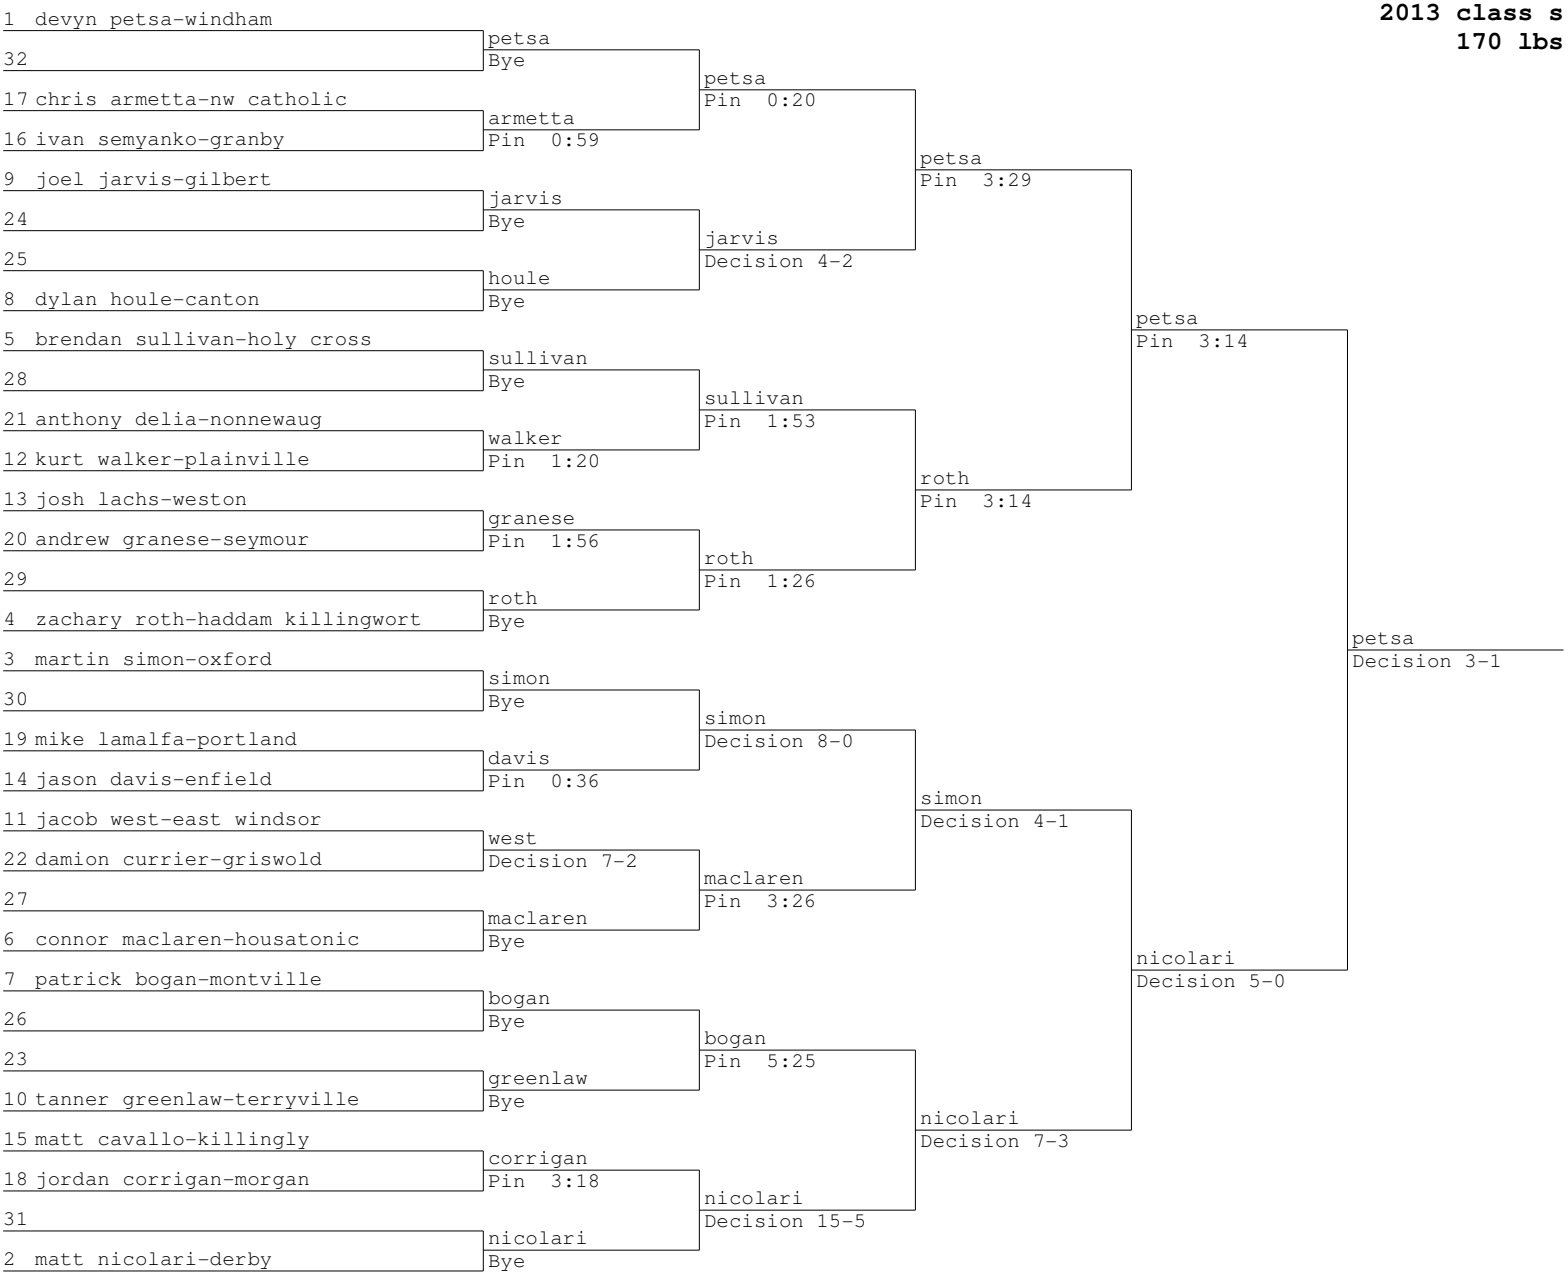 2013 class s
170 lbs
1 devyn petsa-windham
petsa
32
Bye
petsa
17 chris armetta-nw catholic
Pin 0:20
armetta
16 ivan semyanko-granby
Pin 0:59
petsa
9 joel jarvis-gilbert
Pin 3:29
jarvis
24
Bye
jarvis
25
Decision 4-2
houle
8 dylan houle-canton
Bye
petsa
5 brendan sullivan-holy cross
Pin 3:14
sullivan
28
Bye
sullivan
21 anthony delia-nonnewaug
Pin 1:53
walker
12 kurt walker-plainville
Pin 1:20
roth
13 josh lachs-weston
Pin 3:14
granese
20 andrew granese-seymour
Pin 1:56
roth
29
Pin 1:26
roth
4 zachary roth-haddam killingwort
Bye
petsa
3 martin simon-oxford
Decision 3-1
simon
30
Bye
simon
19 mike lamalfa-portland
Decision 8-0
davis
14 jason davis-enfield
Pin 0:36
simon
11 jacob west-east windsor
Decision 4-1
west
22 damion currier-griswold
Decision 7-2
maclaren
27
Pin 3:26
maclaren
6 connor maclaren-housatonic
Bye
nicolari
7 patrick bogan-montville
Decision 5-0
bogan
26
Bye
bogan
23
Pin 5:25
greenlaw
10 tanner greenlaw-terryville
Bye
nicolari
15 matt cavallo-killingly
Decision 7-3
corrigan
18 jordan corrigan-morgan
Pin 3:18
nicolari
31
Decision 15-5
nicolari
2 matt nicolari-derby
Bye